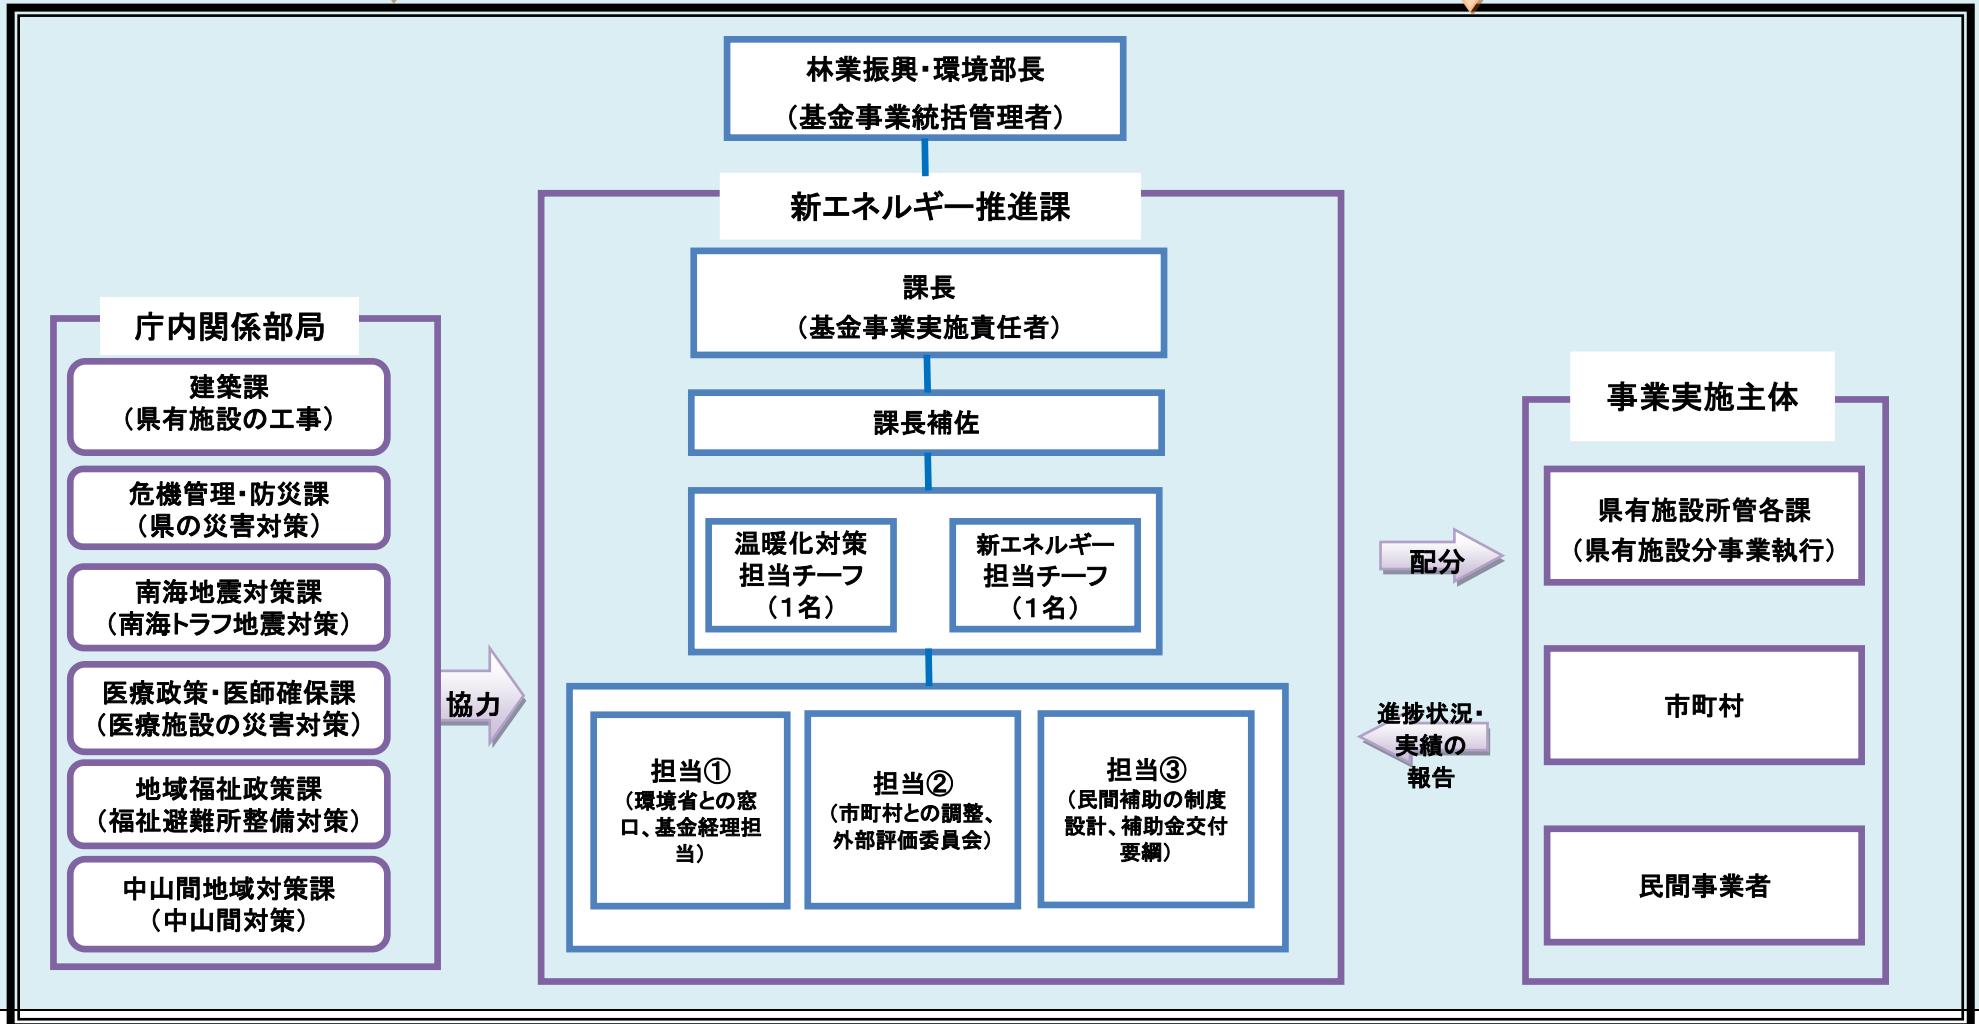 林業振興・環境部長
（基金事業統括管理者）
新エネルギー推進課
課長
（基金事業実施責任者）
課長補佐
温暖化対策
担当チーフ
（１名）
新エネルギー
担当チーフ
（１名）
担当①
（環境省との窓
口、基金経理担
当）
担当②
（市町村との調整、
外部評価委員会）
担当③
（民間補助の制度
設計、補助金交付
要綱）
庁内関係部局
建築課
（県有施設の工事）
危機管理・防災課
（県の災害対策）
南海地震対策課
（南海トラフ地震対策）
医療政策・医師確保課
（医療施設の災害対策）
地域福祉政策課
（福祉避難所整備対策）
中山間地域対策課
（中山間対策）
協力
配分
進捗状況・
実績の
報告
事業実施主体
県有施設所管各課
（県有施設分事業執行）
市町村
民間事業者